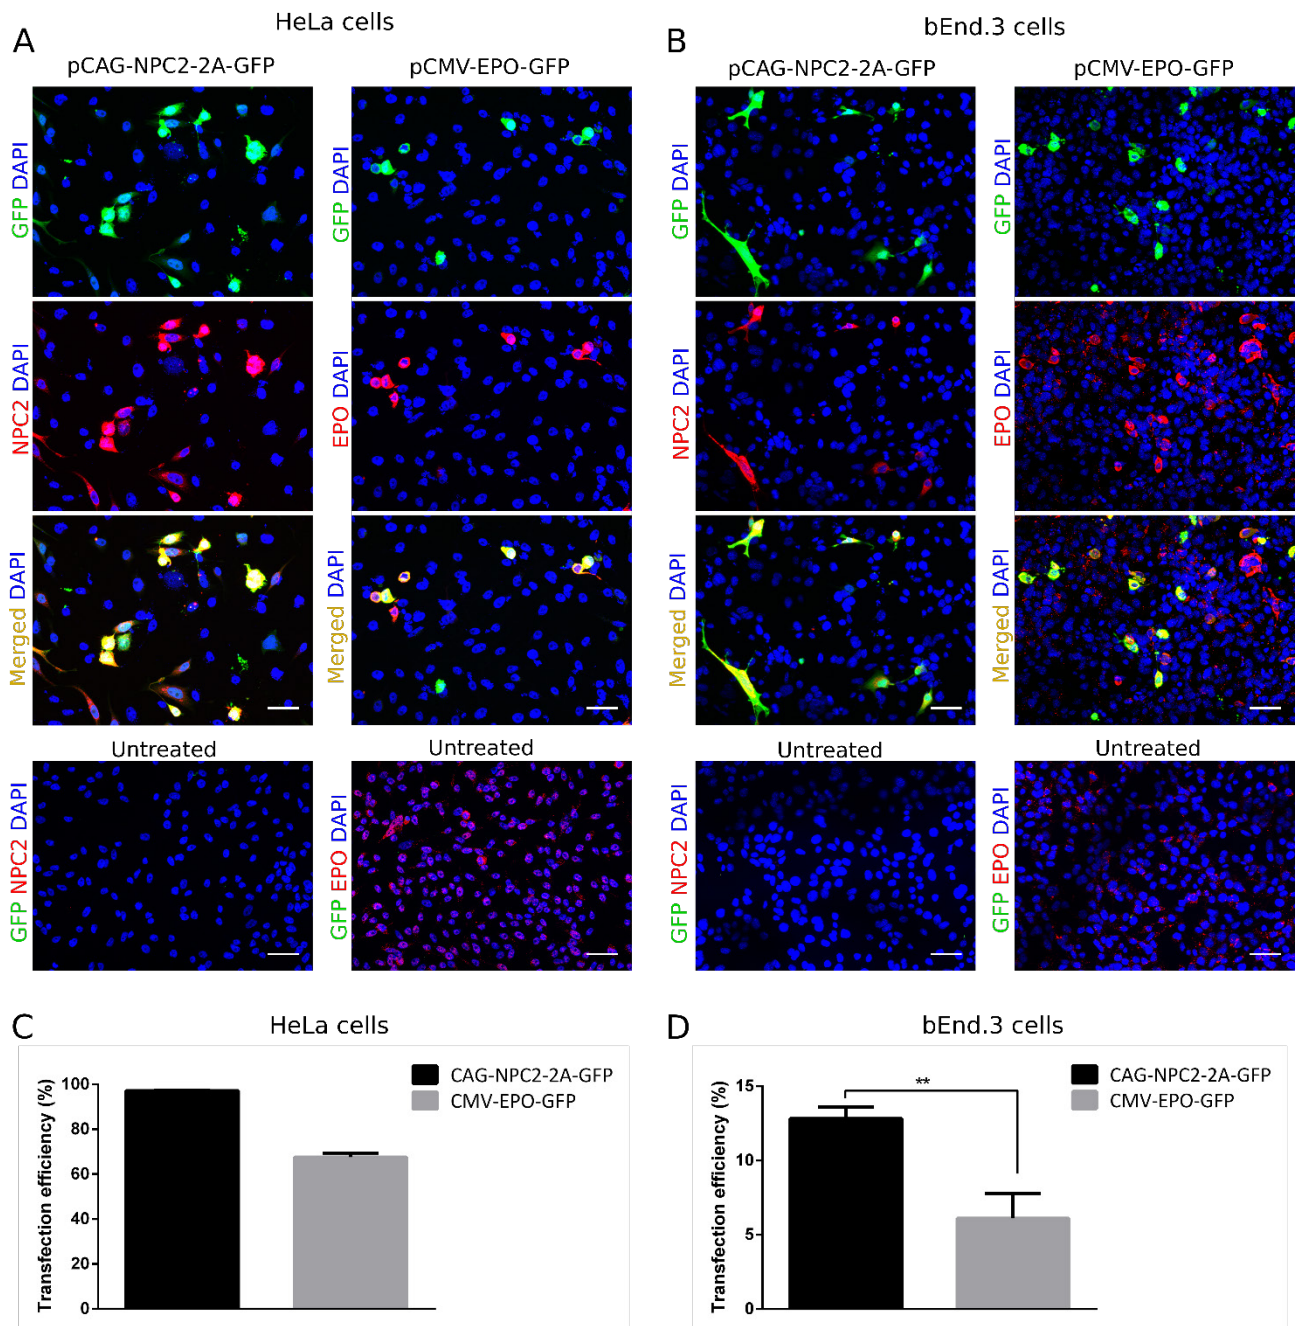 A
HeLa cells
pCAG-NPC2-2A-GFP
pCMV-EPO-GFP
GFP DAPI
GFP DAPI
NPC2 DAPI
EPO DAPI
Merged DAPI
Merged DAPI
Untreated
Untreated
GFP NPC2 DAPI
GFP EPO DAPI
B
bEnd.3 cells
pCAG-NPC2-2A-GFP
pCMV-EPO-GFP
GFP DAPI
GFP DAPI
NPC2 DAPI
EPO DAPI
Merged DAPI
Merged DAPI
Untreated
Untreated
GFP NPC2 DAPI
GFP EPO DAPI
C
HeLa cells
Transfection efficiency (%)
100
80
60
40
20
0
CAG-NPC2-2A-GFP
CMV-EPO-GFP
D
bEnd.3 cells
Transfection efficiency (%)
15
10
5
0
**
CAG-NPC2-2A-GFP
CMV-EPO-GFP